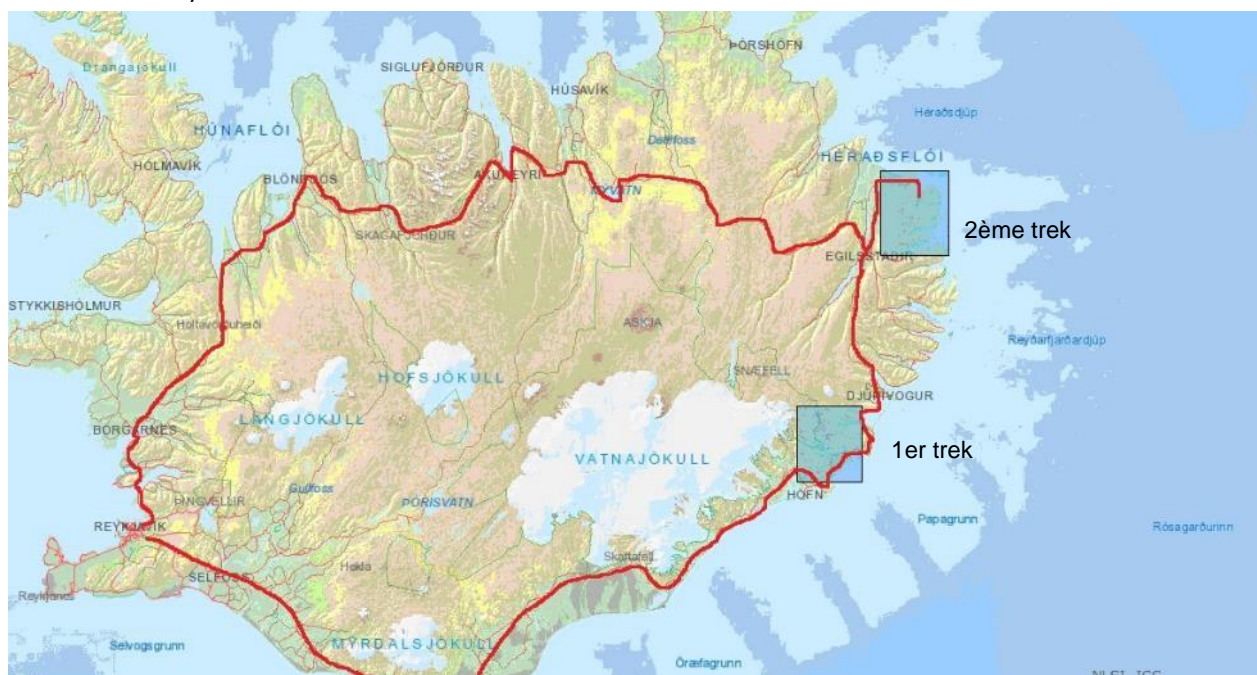 Drangajökull
SIGLUFJÖRÐUR
ÞÓRSHÖFN
HÚSAVÍK
HÚNAFLÓI
Dettifoss
Héraðsdjúp
HÓLMAVÍK
HÉRAÐSFLÓI
BLÖNDUÓS
AKUREYRI
MÝVATN
SKAGAFJÖRÐUR
2ème trek
EGILSSTAÐIR
STYKKISHÓLMUR
Holtavörðuheiði
ASKJA
Reyðarfjarðardjúp
HOFSJÖKULL
SNÆFELL
DJÚPIVOGUR
LANGJÖKULL
BORGARNES
VATNAJÖKULL
1er trek
Gullfoss
ÞÓRISVATN
HÖFN
ÞINGVELLIR
REYKJAVÍK
Papagrunn
Rósagarðurinn
Skaftafell
Hekla
SELFOSS
Reykjanes
Selvogsgrunn
MÝRDALSJÖKULL
Öræfagrunn